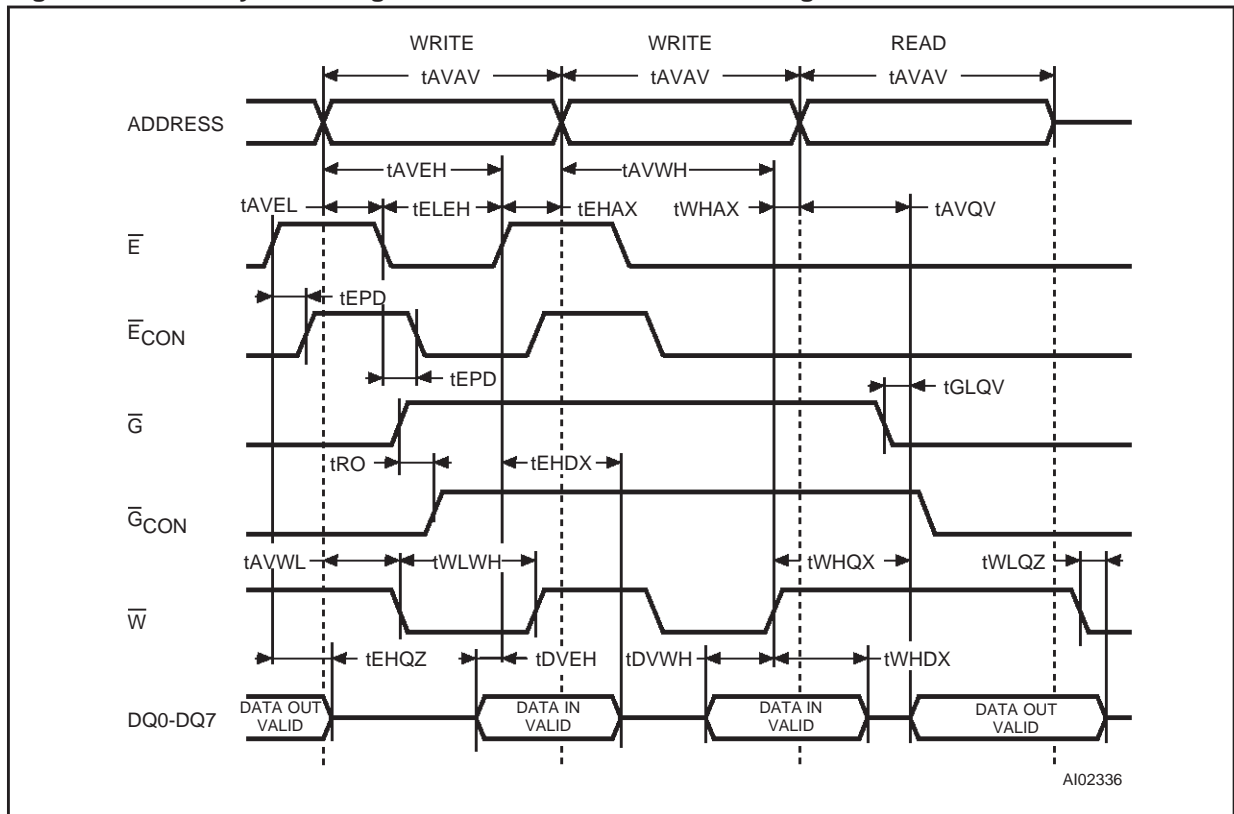 WRITE WRITE READ
tAVAV tAVAV tAVAV
ADDRESS
tAVEH tAVWH
tAVEL tELEH tEHAX tWHAX tAVQV
E
tEPD
ECON
tEPD tGLQV
G
tRO tEHDX
GCON
tAVWL tWLWH tWHQX tWLQZ
W
tEHQZ tDVEH tDVWH tWHDX
DQ0-DQ7 DATA OUT VALID DATA IN VALID DATA IN VALID DATA OUT VALID
AI02336